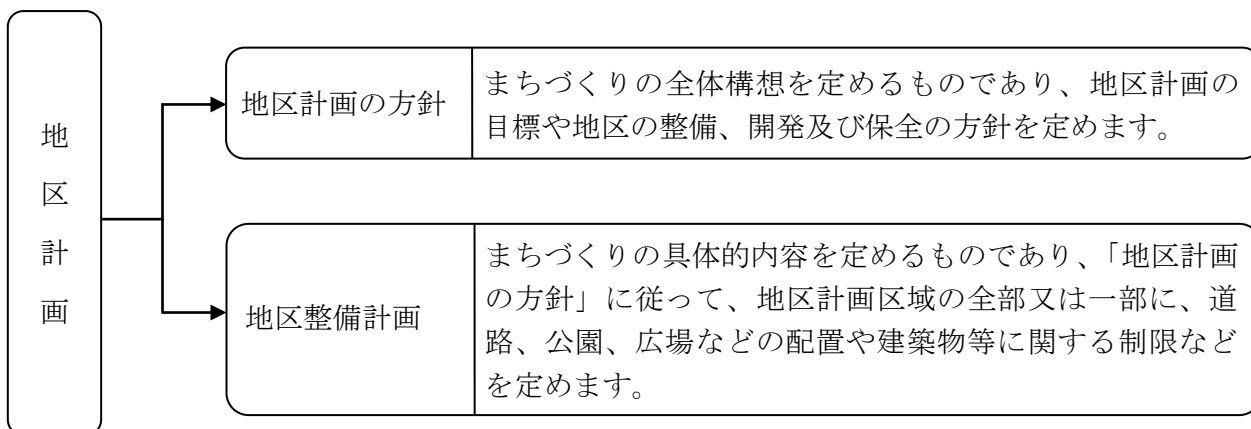 地区計画
地区計画の方針
まちづくりの全体構想を定めるものであり、地区計画の
目標や地区の整備、開発及び保全の方針を定めます。
地区整備計画
まちづくりの具体的内容を定めるものであり、「地区計画
の方針」に従って、地区計画区域の全部又は一部に、道
路、公園、広場などの配置や建築物等に関する制限など
を定めます。